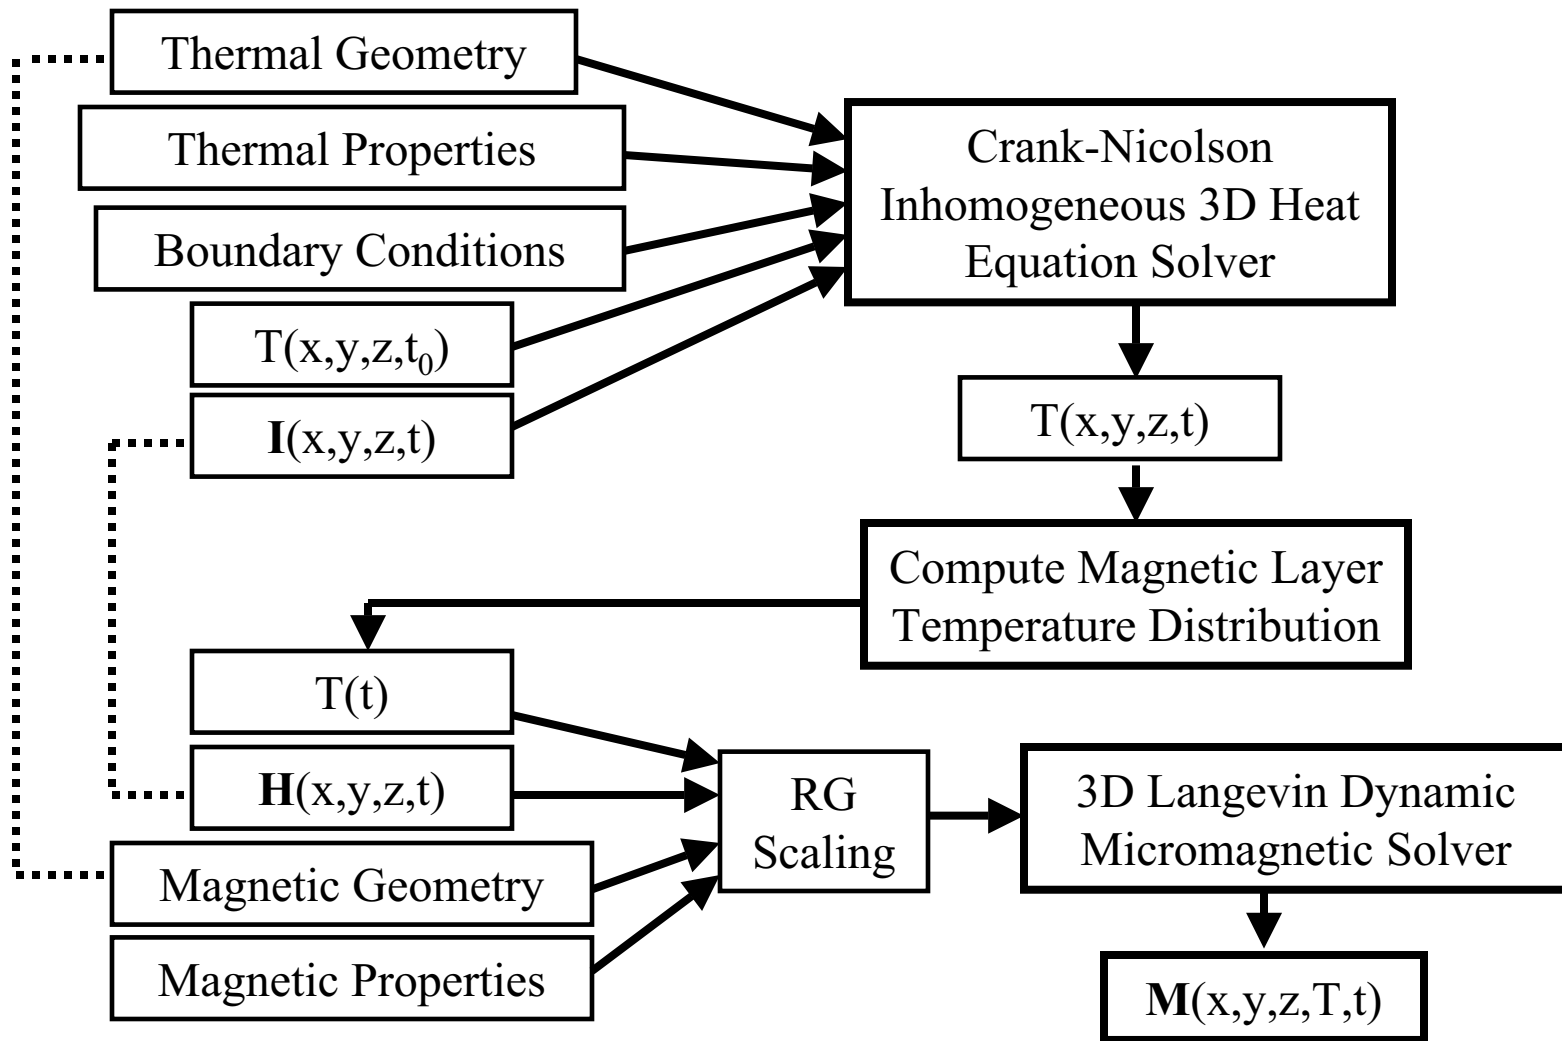 Thermal Geometry
Thermal Properties
Boundary Conditions
T(x,y,z,t₀)
I(x,y,z,t)
Crank-Nicolson
Inhomogeneous 3D Heat
Equation Solver
T(x,y,z,t)
Compute Magnetic Layer
Temperature Distribution
T(t)
H(x,y,z,t)
Magnetic Geometry
Magnetic Properties
RG
Scaling
3D Langevin Dynamic
Micromagnetic Solver
M(x,y,z,T,t)